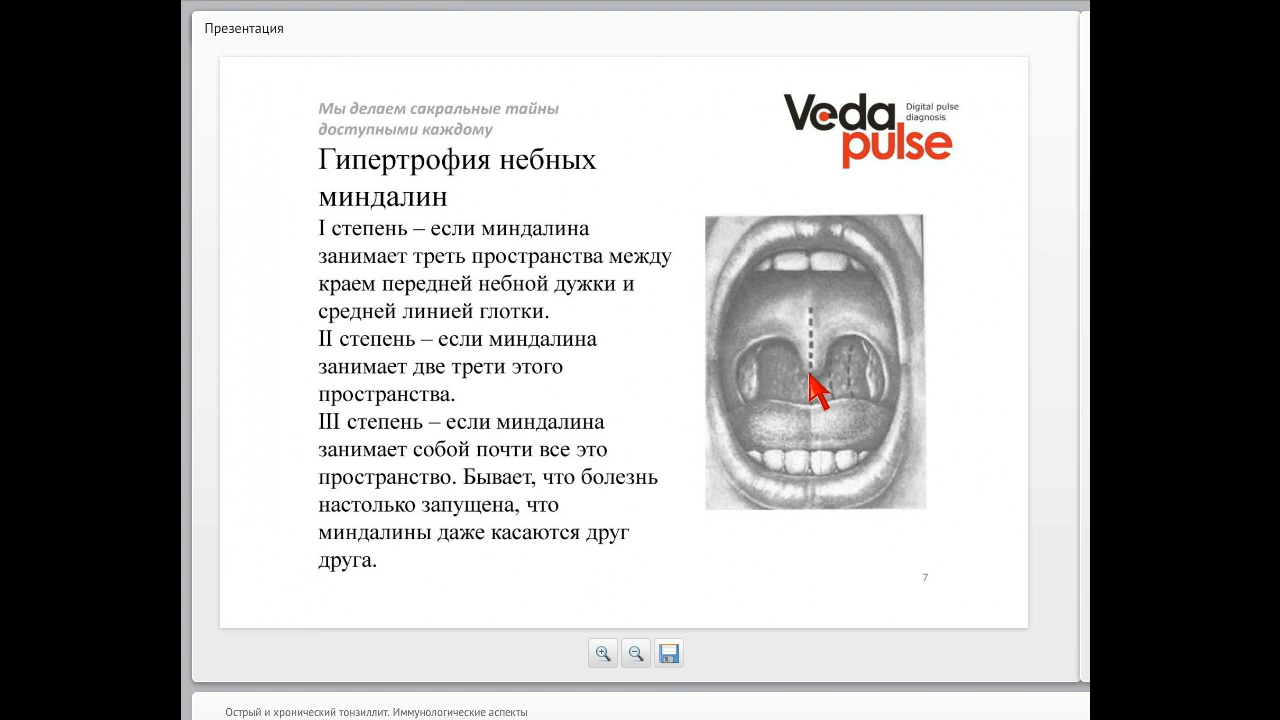 Презентация
Мы делаем сакральные тайны
доступными каждому
Veda
pulse
Digital pulse
diagnosis
Гипертрофия небных
миндалин
I степень – если миндалина
занимает треть пространства между
краем передней небной дужки и
средней линией глотки.
II степень – если миндалина
занимает две трети этого
пространства.
III степень – если миндалина
занимает собой почти все это
пространство. Бывает, что болезнь
настолько запущена, что
миндалины даже касаются друг
друга.
7
Острый и хронический тонзиллит. Иммунологические аспекты